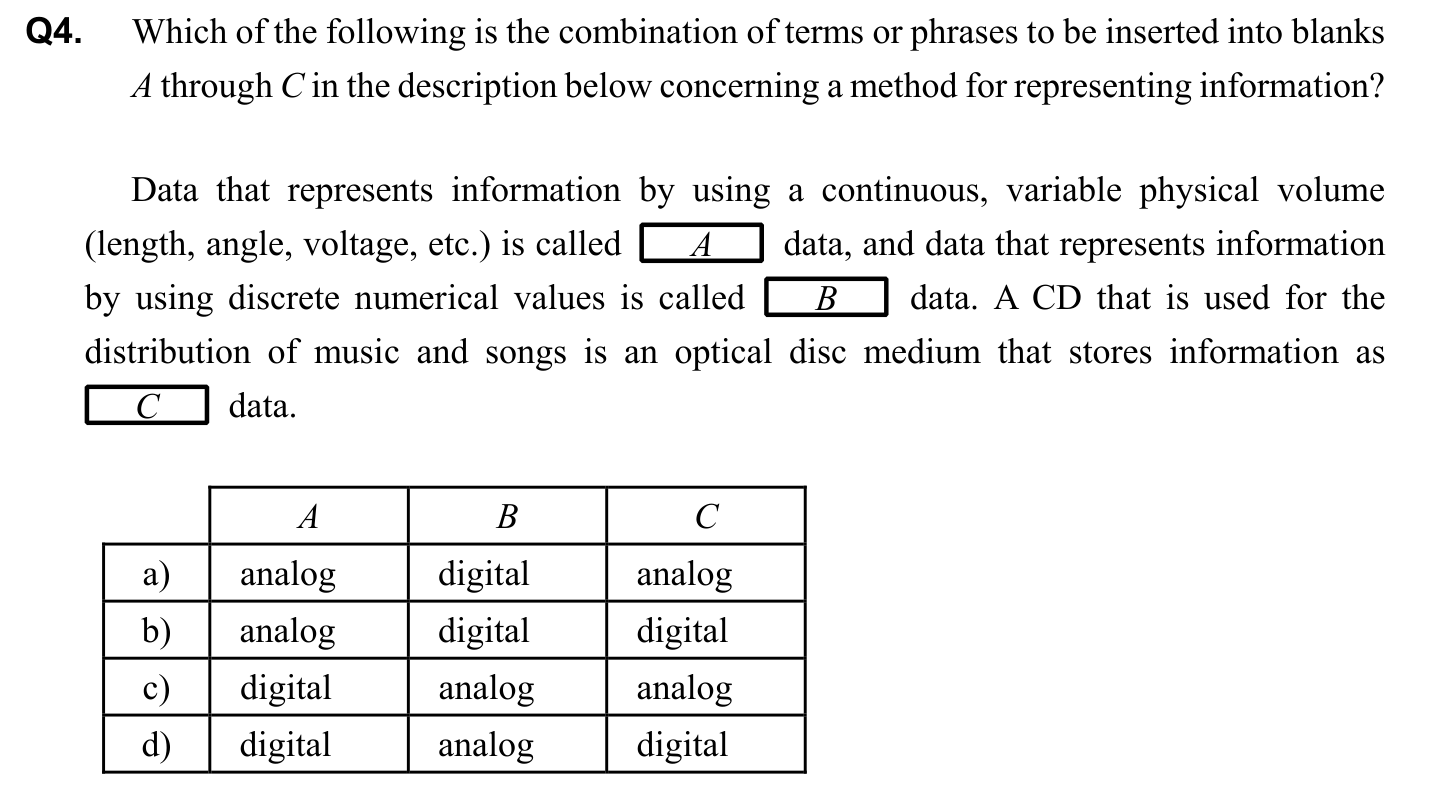 Q4. Which of the following is the combination of terms or phrases to be inserted into blanks
A through C in the description below concerning a method for representing information?
Data that represents information by using a continuous, variable physical volume
(length, angle, voltage, etc.) is called A data, and data that represents information
by using discrete numerical values is called B data. A CD that is used for the
distribution of music and songs is an optical disc medium that stores information as
C data.
A B C
a) analog digital analog
b) analog digital digital
c) digital analog analog
d) digital analog digital